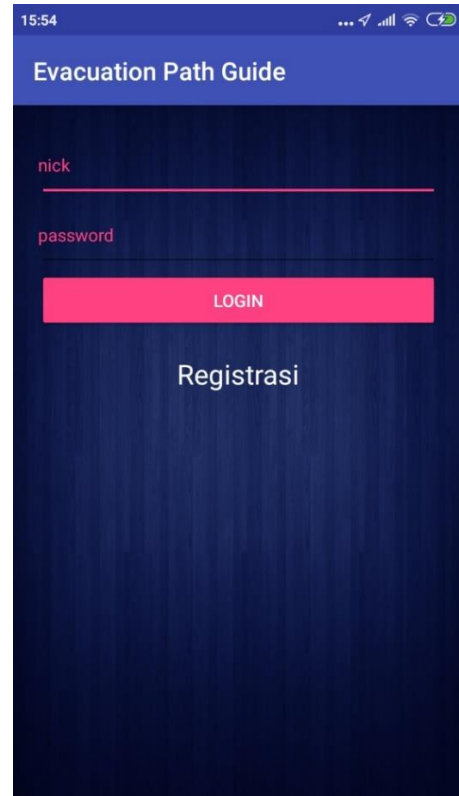 15:54
Evacuation Path Guide
nick
password
LOGIN
Registrasi